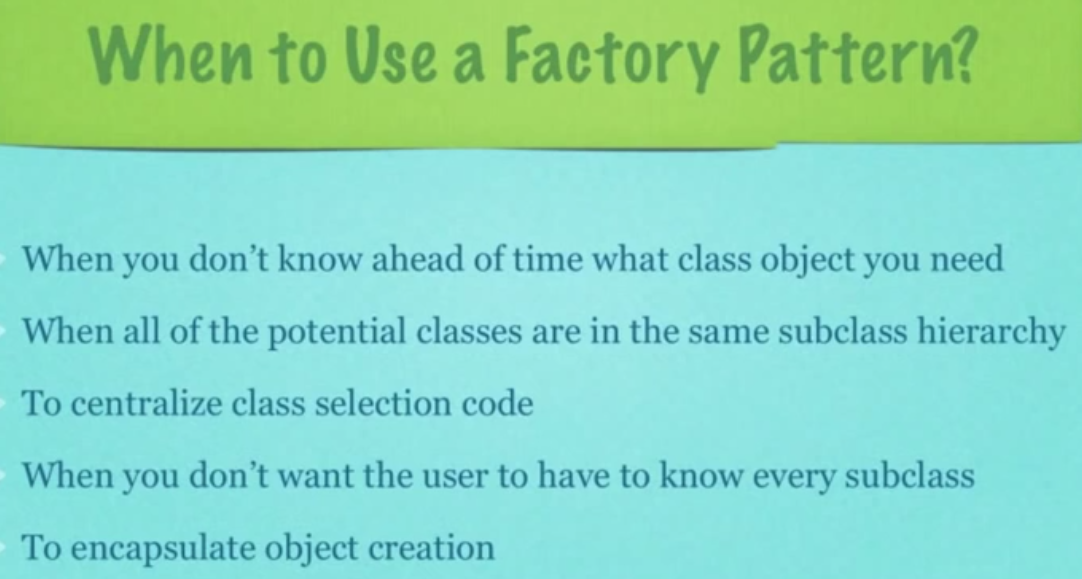 When to Use a Factory Pattern?
When you don’t know ahead of time what class object you need
When all of the potential classes are in the same subclass hierarchy
To centralize class selection code
When you don’t want the user to have to know every subclass
To encapsulate object creation